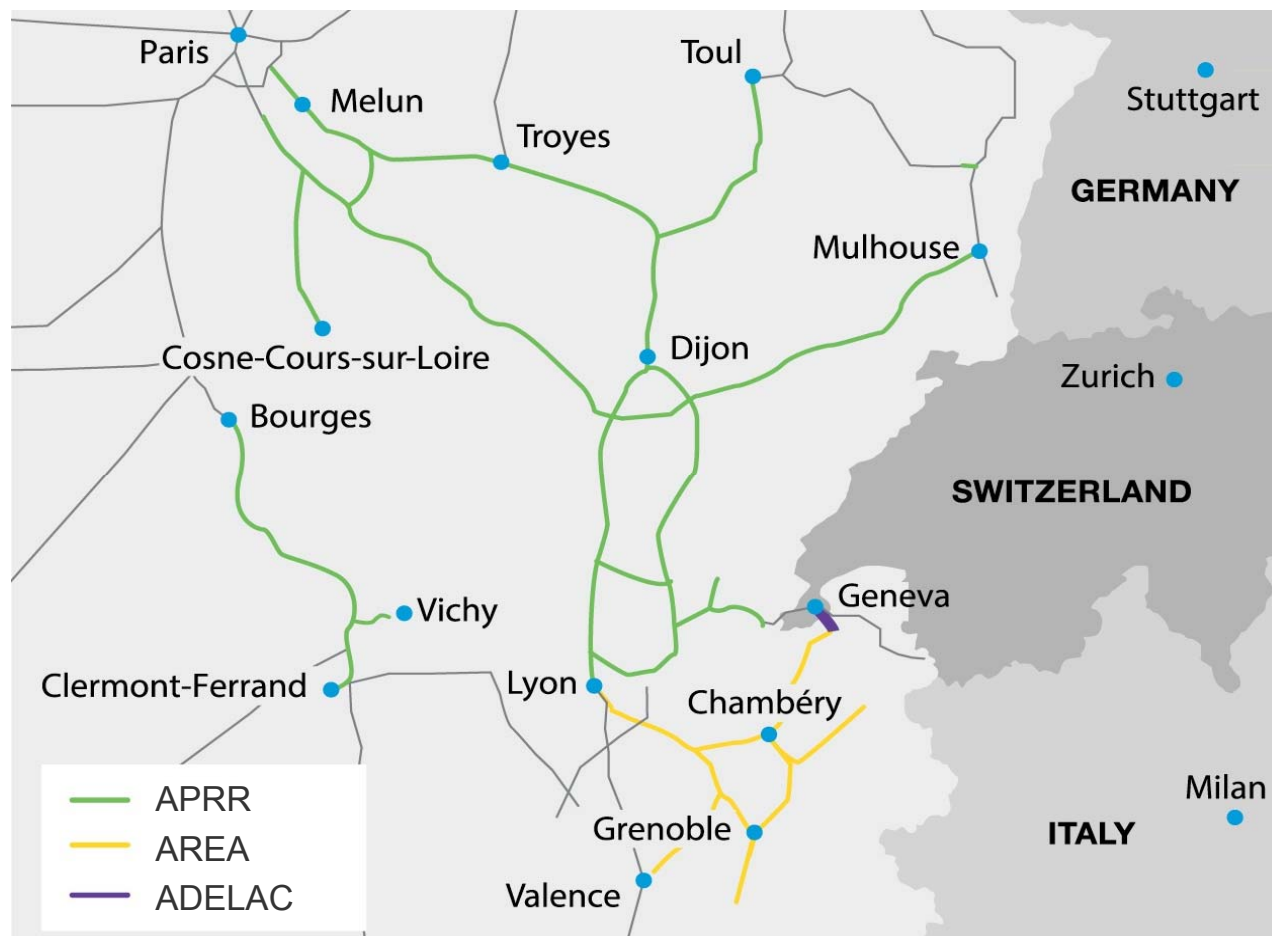 Paris
Toul
Stuttgart
Melun
Troyes
GERMANY
Mulhouse
Dijon
Cosne-Cours-sur-Loire
Zurich
Bourges
SWITZERLAND
Geneva
Vichy
Clermont-Ferrand
Lyon
Chambéry
Milan
APRR
Grenoble
ITALY
AREA
Valence
ADELAC